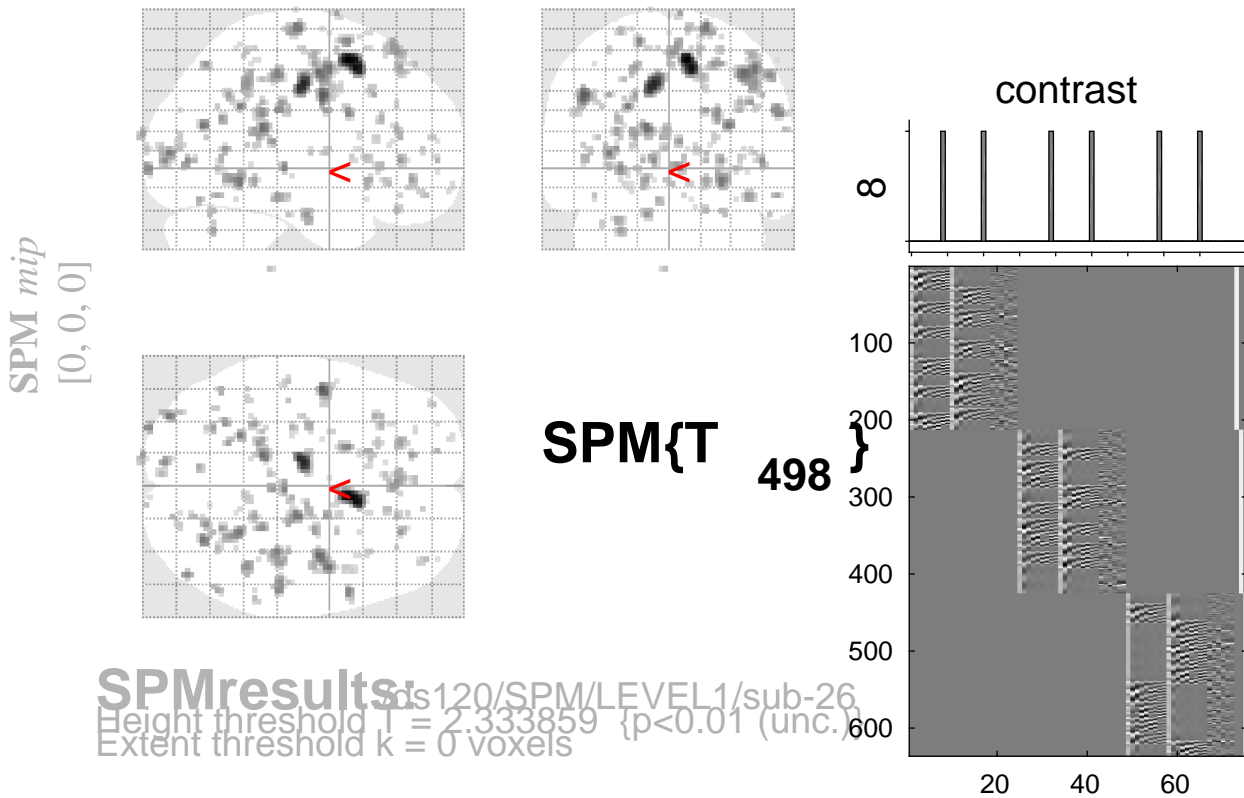 SPM mip
[0, 0, 0]
<
<
<
SPM{T498}
contrast
8
100
200
300
400
500
600
20
40
60
SPMresults: /ds120/SPM/LEVEL1/sub-26
Height threshold T = 2.333859 {p<0.01 (unc.)}
Extent threshold k = 0 voxels